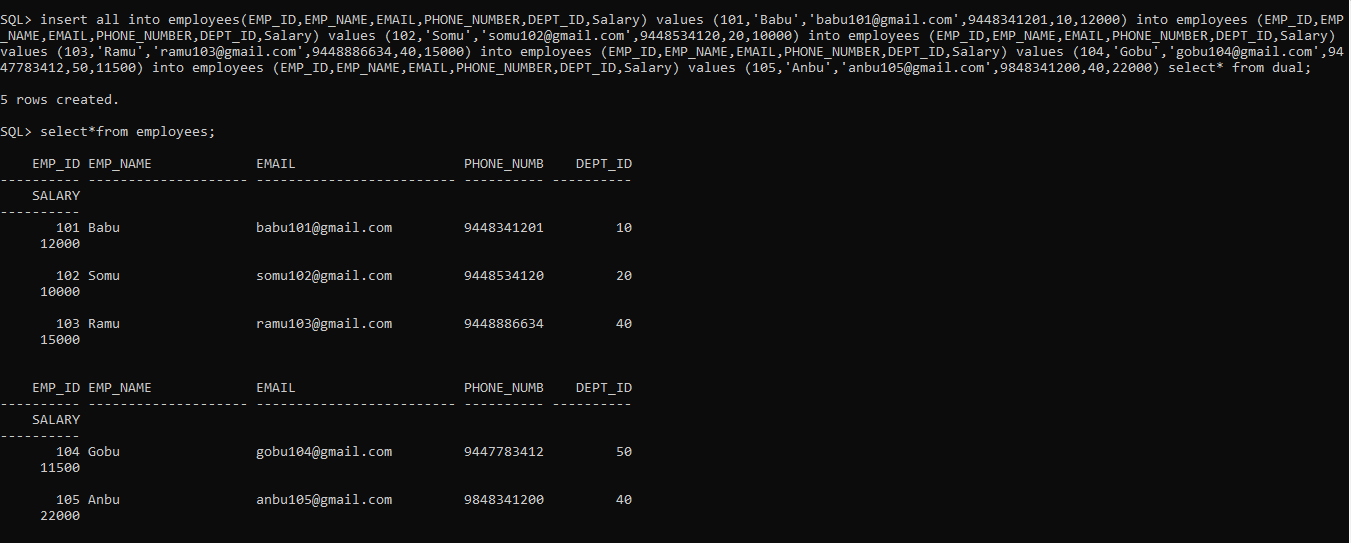 SQL> insert all into employees(EMP_ID,EMP_NAME,EMAIL,PHONE_NUMBER,DEPT_ID,Salary) values (101,'Babu','babu101@gmail.com',9448341201,10,12000) into employees (EMP_ID,EMP
_NAME,EMAIL,PHONE_NUMBER,DEPT_ID,Salary) values (102,'Somu','somu102@gmail.com',9448534120,20,10000) into employees (EMP_ID,EMP_NAME,EMAIL,PHONE_NUMBER,DEPT_ID,Salary)
values (103,'Ramu','ramu103@gmail.com',9448886634,40,15000) into employees (EMP_ID,EMP_NAME,EMAIL,PHONE_NUMBER,DEPT_ID,Salary) values (104,'Gobu','gobu104@gmail.com',94
47783412,50,11500) into employees (EMP_ID,EMP_NAME,EMAIL,PHONE_NUMBER,DEPT_ID,Salary) values (105,'Anbu','anbu105@gmail.com',9848341200,40,22000) select* from dual;
5 rows created.
SQL> select*from employees;
    EMP_ID EMP_NAME             EMAIL                     PHONE_NUMB    DEPT_ID
---------- -------------------- ------------------------- ---------- ----------
    SALARY
----------
       101 Babu                 babu101@gmail.com         9448341201         10
     12000
       102 Somu                 somu102@gmail.com         9448534120         20
     10000
       103 Ramu                 ramu103@gmail.com         9448886634         40
     15000
    EMP_ID EMP_NAME             EMAIL                     PHONE_NUMB    DEPT_ID
---------- -------------------- ------------------------- ---------- ----------
    SALARY
----------
       104 Gobu                 gobu104@gmail.com         9447783412         50
     11500
       105 Anbu                 anbu105@gmail.com         9848341200         40
     22000